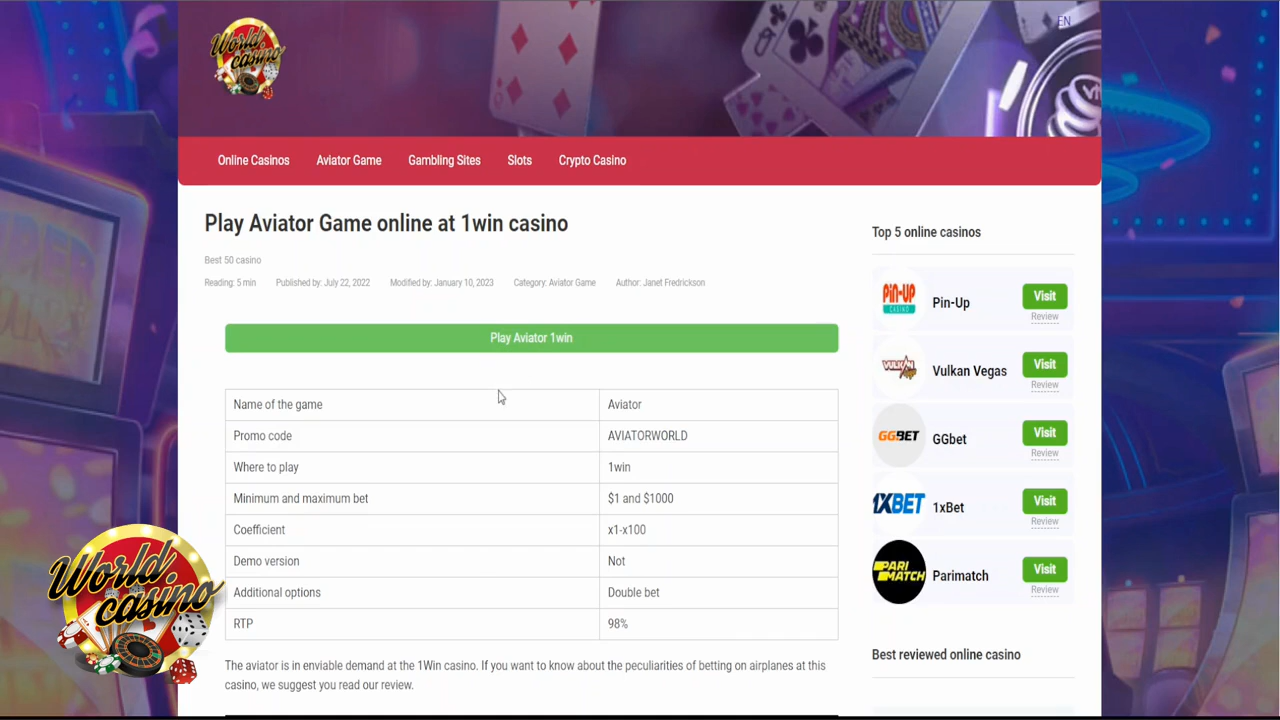 World
casino
EN
Online Casinos Aviator Game Gambling Sites Slots Crypto Casino
Play Aviator Game online at 1win casino
Best 50 casino
Reading: 5 min Published by: July 22, 2022 Modified by: January 10, 2023 Category: Aviator Game Author: Janet Fredrickson
Play Aviator 1win
Name of the game Aviator
Promo code AVIATORWORLD
Where to play 1win
Minimum and maximum bet $1 and $1000
Coefficient x1-x100
Demo version Not
Additional options Double bet
RTP 98%
The aviator is in enviable demand at the 1Win casino. If you want to know about the peculiarities of betting on airplanes at this
casino, we suggest you read our review.
Top 5 online casinos
PiN-UP
CASINO
Pin-Up
Visit
Review
VULKAN
Vulkan Vegas
Visit
Review
GGBET
GGbet
Visit
Review
1XBET
1xBet
Visit
Review
PARI
MATCH
Parimatch
Visit
Review
Best reviewed online casino
World
casino